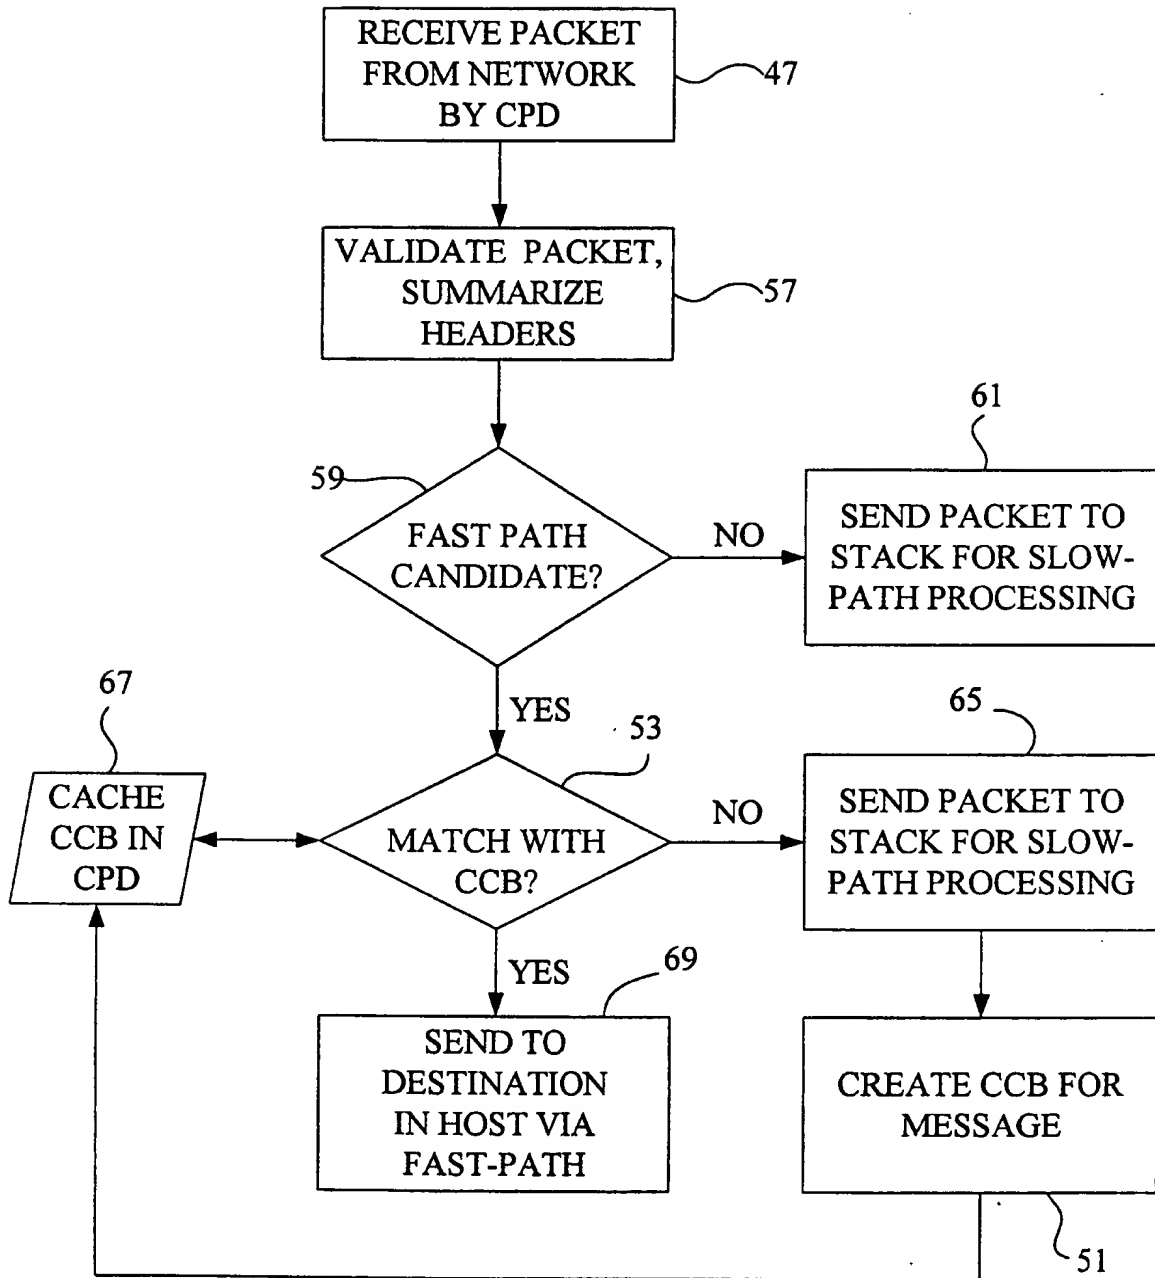 RECEIVE PACKET
FROM NETWORK
BY CPD
47
VALIDATE PACKET,
SUMMARIZE
HEADERS
57
59
FAST PATH
CANDIDATE?
NO
61
SEND PACKET TO
STACK FOR SLOW-
PATH PROCESSING
YES
67
CACHE
CCB IN
CPD
53
MATCH WITH
CCB?
NO
65
SEND PACKET TO
STACK FOR SLOW-
PATH PROCESSING
YES
69
SEND TO
DESTINATION
IN HOST VIA
FAST-PATH
CREATE CCB FOR
MESSAGE
51